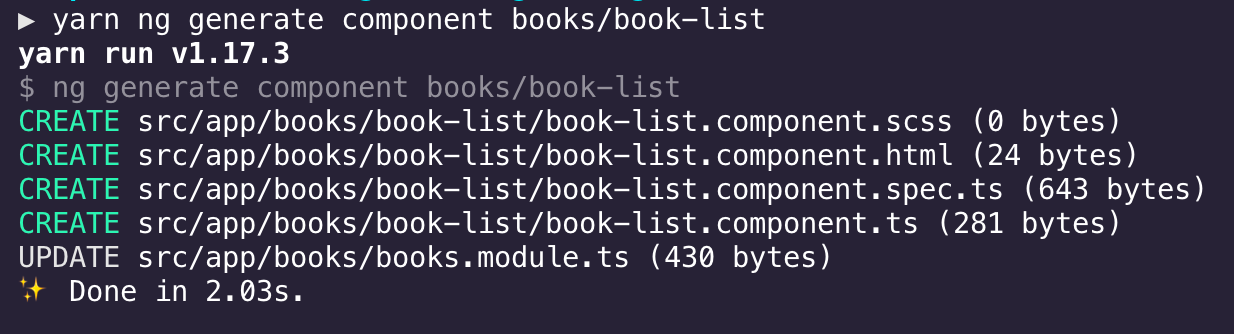 ▶ yarn ng generate component books/book-list
yarn run v1.17.3
$ ng generate component books/book-list
CREATE src/app/books/book-list/book-list.component.scss (0 bytes)
CREATE src/app/books/book-list/book-list.component.html (24 bytes)
CREATE src/app/books/book-list/book-list.component.spec.ts (643 bytes)
CREATE src/app/books/book-list/book-list.component.ts (281 bytes)
UPDATE src/app/books/books.module.ts (430 bytes)
✨ Done in 2.03s.